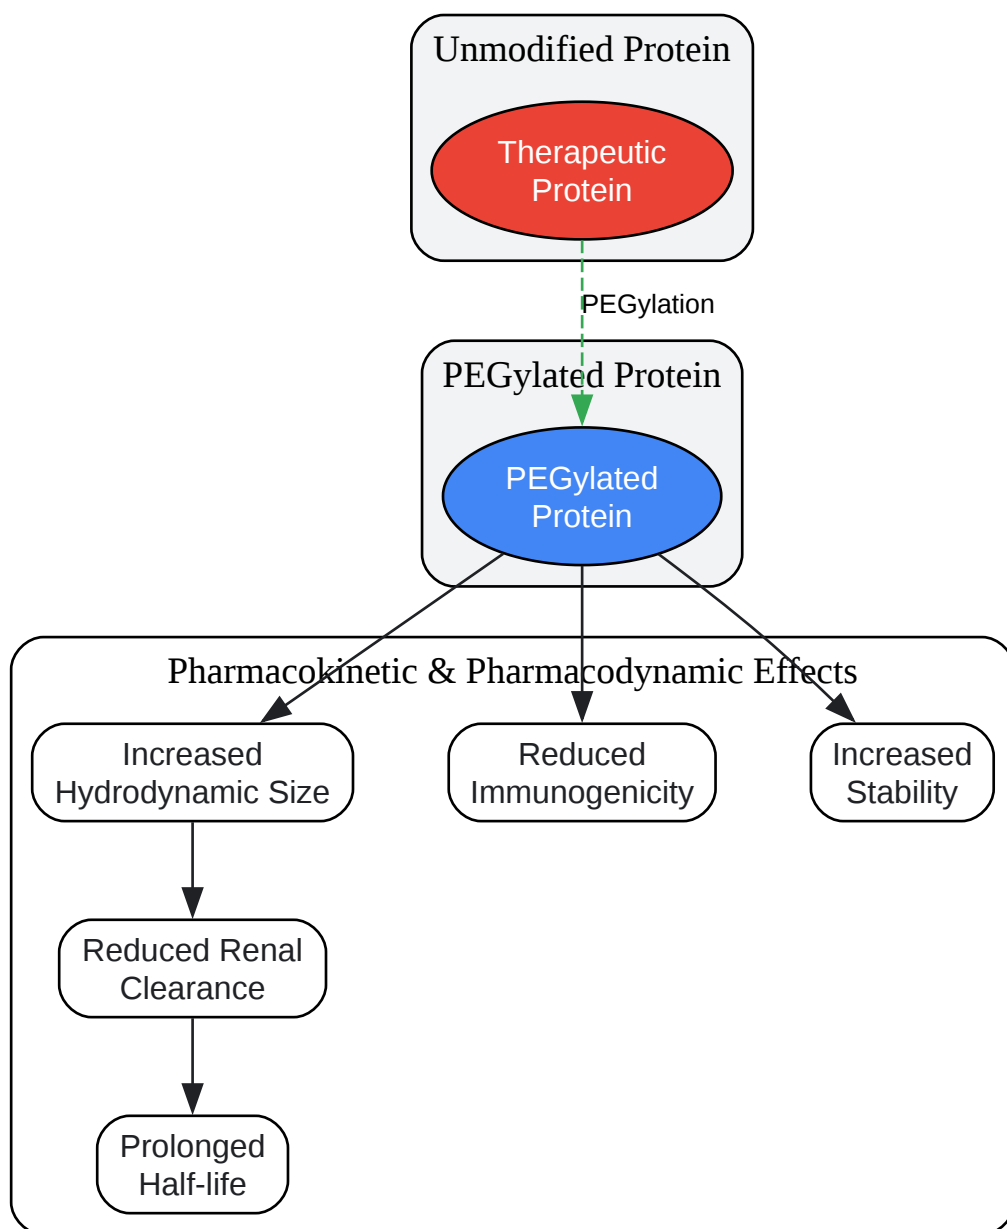 Unmodified Protein
Therapeutic
Protein
PEGylation
PEGylated Protein
PEGylated
Protein
Pharmacokinetic & Pharmacodynamic Effects
Increased
Hydrodynamic Size
Reduced
Immunogenicity
Increased
Stability
Reduced Renal
Clearance
Prolonged
Half-life